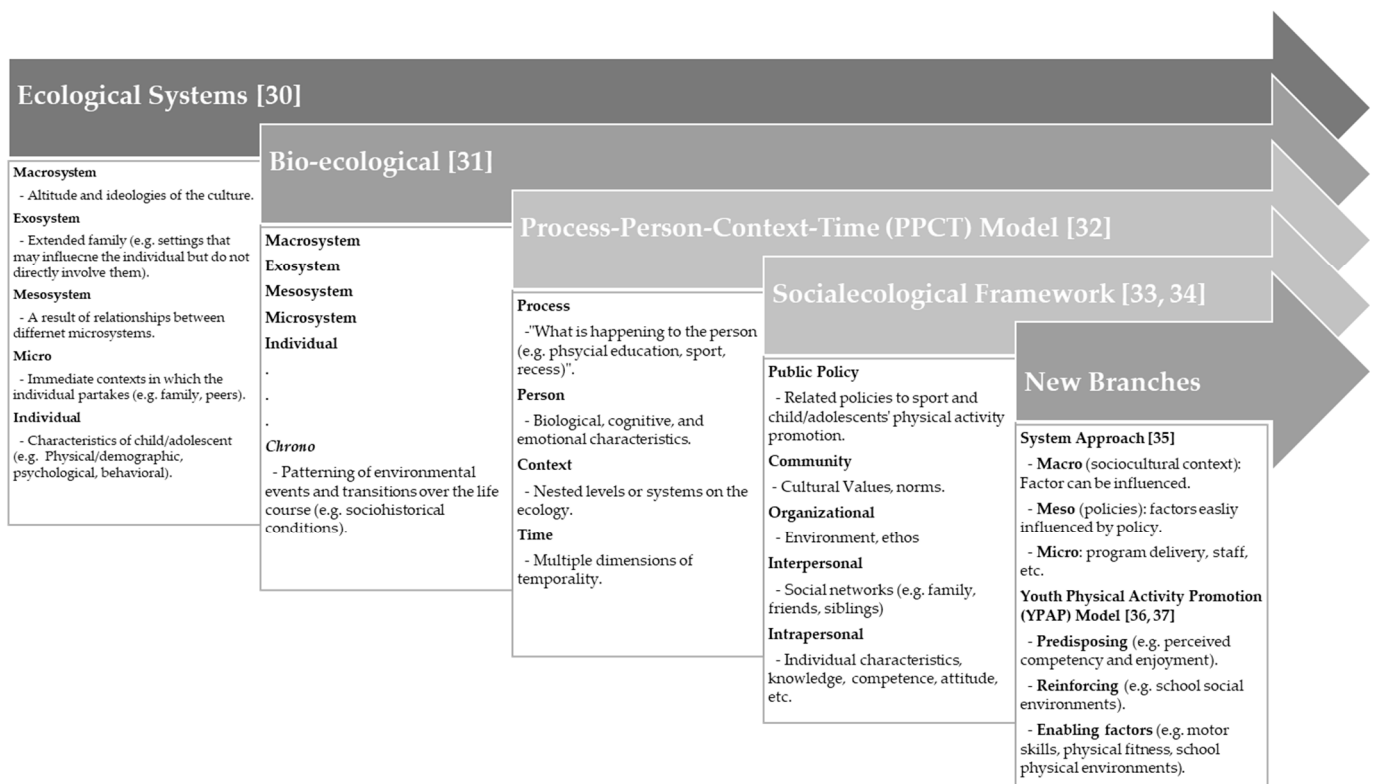 Ecological Systems [30]
Macrosystem
- Altitude and ideologies of the culture.
Exosystem
- Extended family (e.g. settings that
may influecne the individual but do not
directly involve them).
Mesosystem
- A result of relationships between
differnet microsystems.
Micro
- Immediate contexts in which the
individual partakes (e.g. family, peers).
Individual
- Characteristics of child/adolescent
(e.g. Physical/demographic,
psychological, behavioral).
Bio-ecological [31]
Macrosystem
Exosystem
Mesosystem
Microsystem
Individual
.
.
.
Chrono
- Patterning of environmental
events and transitions over the life
course (e.g. sociohistorical
conditions).
Process-Person-Context-Time (PPCT) Model [32]
Process
-"What is happening to the person
(e.g. phsycial education, sport,
recess)".
Person
- Biological, cognitive, and
emotional characteristics.
Context
- Nested levels or systems on the
ecology.
Time
- Multiple dimensions of
temporality.
Socialecological Framework [33, 34]
Public Policy
- Related policies to sport and
child/adolescents' physical activity
promotion.
Community
- Cultural Values, norms.
Organizational
- Environment, ethos
Interpersonal
- Social networks (e.g. family,
friends, siblings)
Intrapersonal
- Individual characteristics,
knowledge, competence, attitude,
etc.
New Branches
System Approach [35]
- Macro (sociocultural context):
Factor can be influenced.
- Meso (policies): factors easliy
influenced by policy.
- Micro: program delivery, staff,
etc.
Youth Physical Activity Promotion
(YPAP) Model [36, 37]
- Predisposing (e.g. perceived
competency and enjoyment).
- Reinforcing (e.g. school social
environments).
- Enabling factors (e.g. motor
skills, physical fitness, school
physical environments).